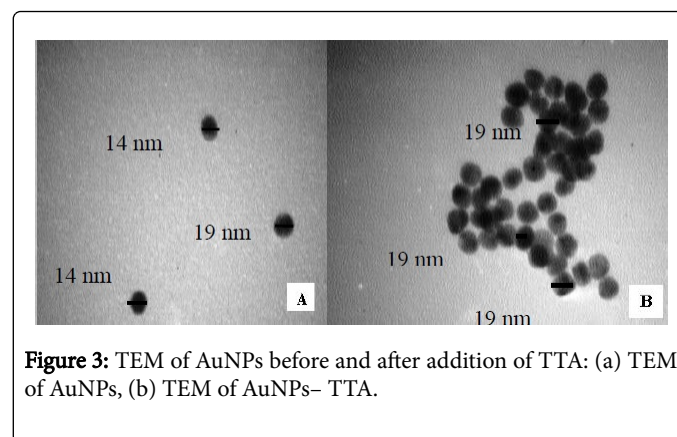 14 nm
19 nm
14 nm
A
19 nm
19 nm
19 nm
B
Figure 3: TEM of AuNPs before and after addition of TTA: (a) TEM
of AuNPs, (b) TEM of AuNPs– TTA.